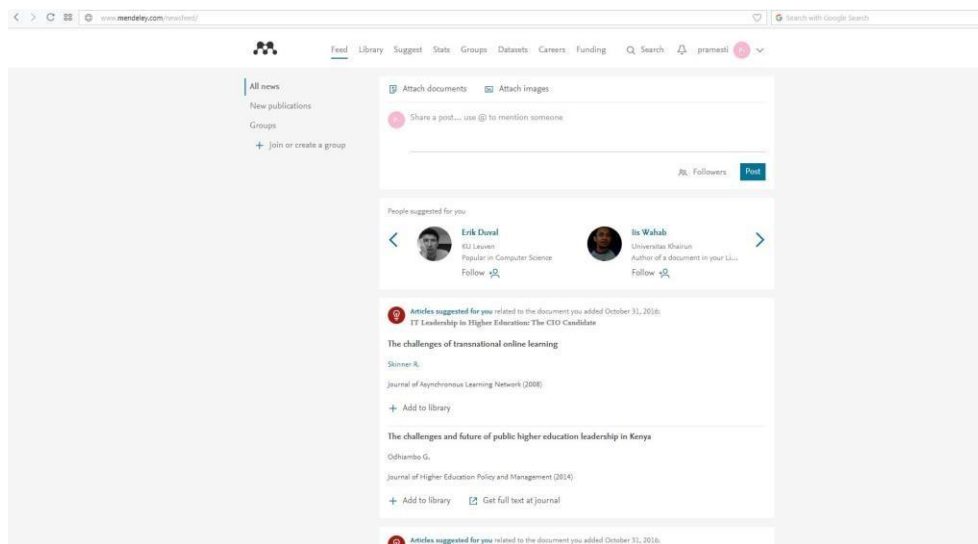 www.mendeley.com/newsfeed/
Search with Google Search
Feed Library Suggest Stats Groups Datasets Careers Funding Search pramesti
All news
New publications
Groups
+ Join or create a group
Attach documents Attach images
Share a post.... use @ to mention someone
Followers Post
People suggested for you
Erik Duval
KU Leuven
Popular in Computer Science
Follow
Iis Wahab
Universitas Khairun
Author of a document in your Li...
Follow
Articles suggested for you related to the document you added October 31, 2016:
IT Leadership in Higher Education: The CIO Candidate
The challenges of transnational online learning
Skinner R.
Journal of Asynchronous Learning Network (2008)
+ Add to library
The challenges and future of public higher education leadership in Kenya
Odhiambo G.
Journal of Higher Education Policy and Management (2014)
+ Add to library Get full text at journal
Articles suggested for you related to the document you added October 31, 2016: